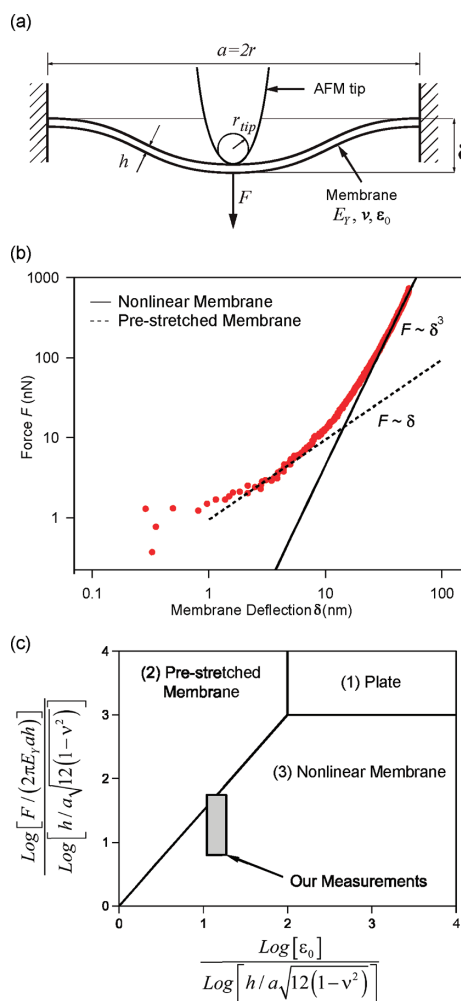 (a)
a=2r
AFM tip
r_tip
h
δ
F
Membrane
E_Y, ν, ε_0
(b)
1000
100
10
1
Force F (nN)
Nonlinear Membrane
Pre-stretched Membrane
F ~ δ^3
F ~ δ
0.1
1
10
100
Membrane Deflection δ(nm)
(c)
4
3
2
1
0
Log[F/(2πE_Y ah)]
Log[h/a√12(1−ν^2)]
(2) Pre-stretched
Membrane
(1) Plate
(3) Nonlinear Membrane
Our Measurements
0
1
2
3
4
Log[ε_0]
Log[h/a√12(1−ν^2)]